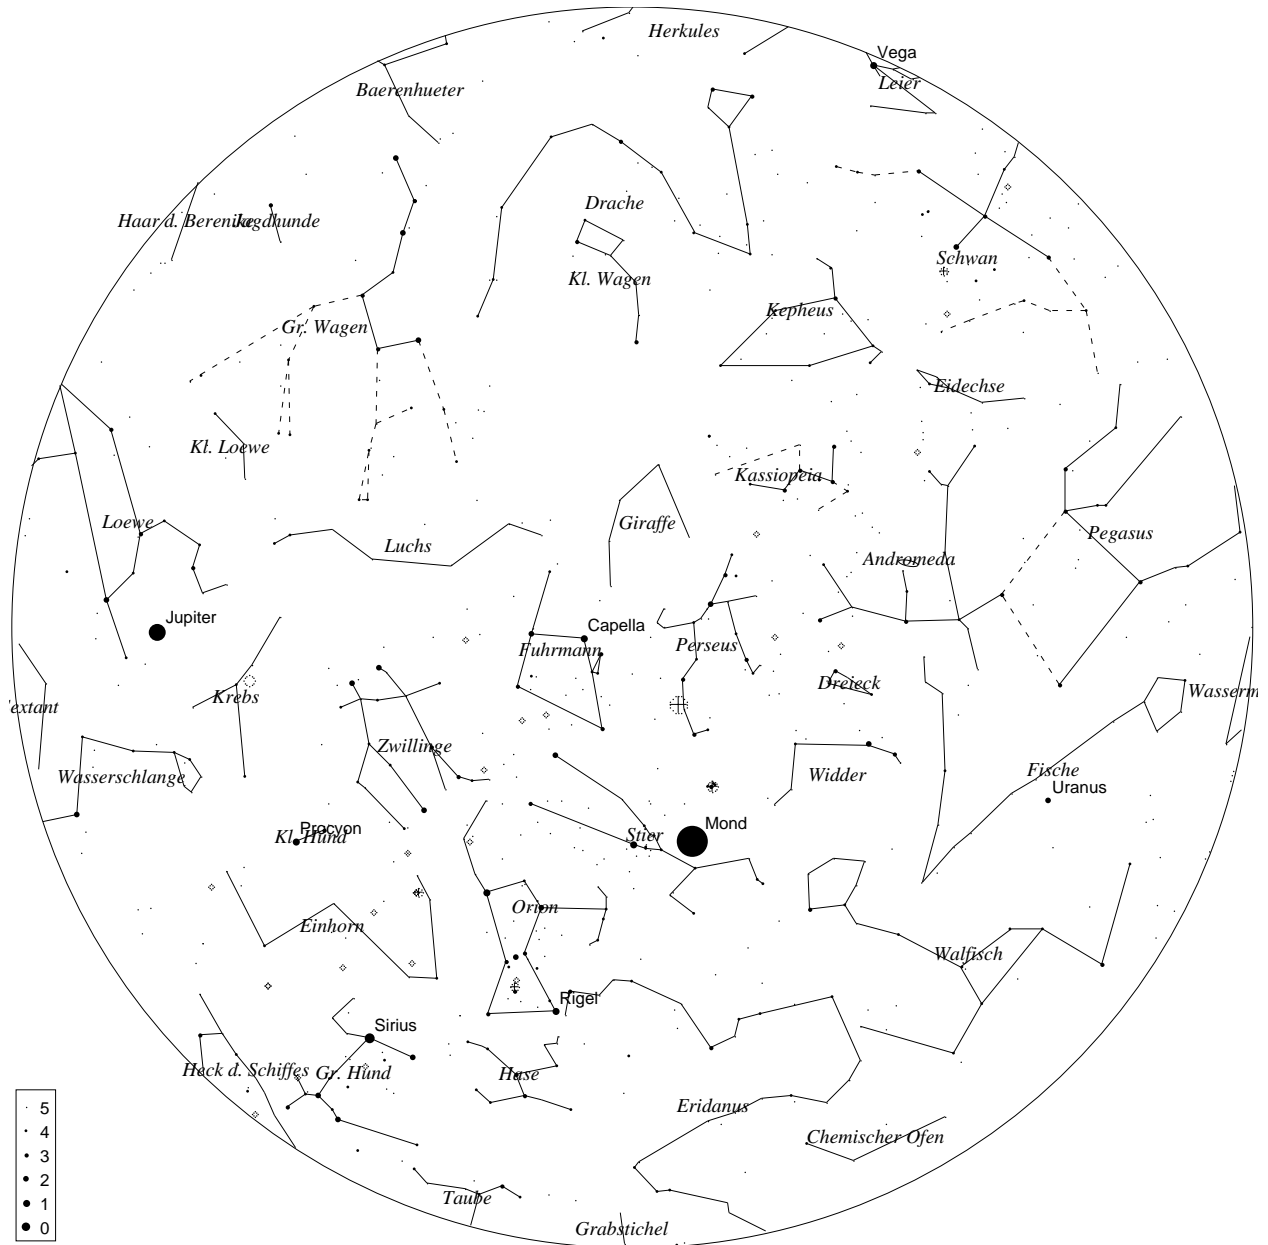 Herkules
Vega
Leier
Baerenhueter
Haar d. Berenike
Jagdhunde
Drache
Schwan
Kl. Wagen
Kepheus
Gr. Wagen
Eidechse
Kl. Loewe
Kassiopeia
Loewe
Giraffe
Pegasus
Luchs
Andromeda
Jupiter
Capella
Fuhrmann
Perseus
Dreieck
Krebs
extant
Wasserm
Zwillinge
Wasserschlange
Widder
Fische
Uranus
Mond
Procyon
Kl. Hund
Stier
Orion
Einhorn
Walfisch
Rigel
Sirius
Heck d. Schiffes
Gr. Hund
Hase
Eridanus
Chemischer Ofen
Taube
Grabstichel
5
4
3
2
1
0